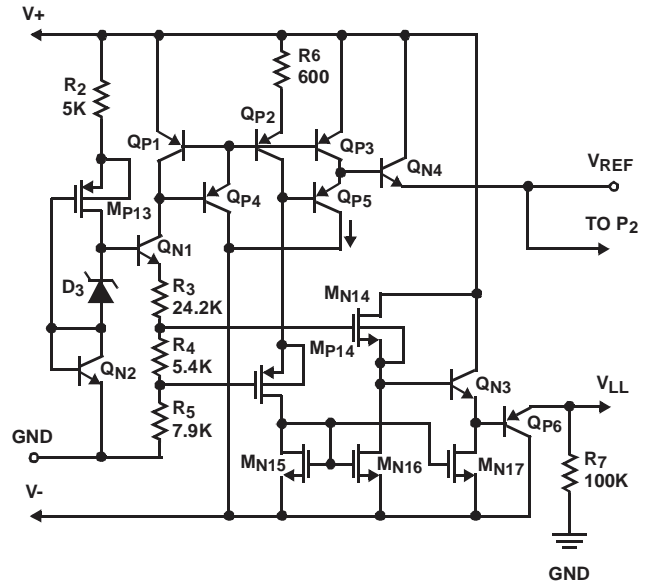 V+
R2
5K
R6
600
QP1
QP2
QP3
QN4
VREF
TO P2
MP13
QP4
QP5
QN1
D3
R3
24.2K
MN14
MP14
R4
5.4K
QN2
R5
7.9K
QN3
VLL
QP6
GND
MN15
MN16
MN17
R7
100K
V-
GND